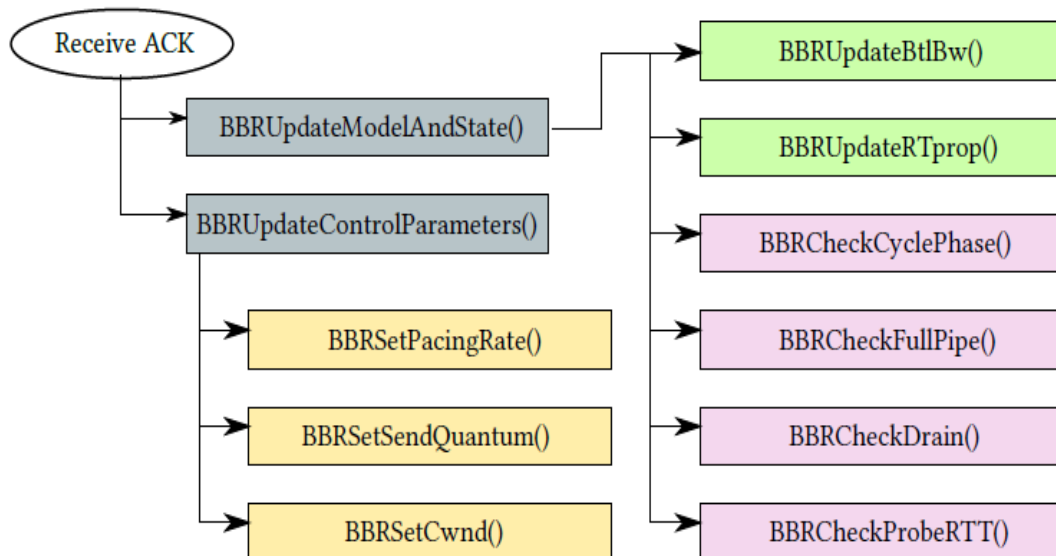 Receive ACK
BBRUpdateModelAndState()
BBRUpdateControlParameters()
BBRSetPacingRate()
BBRSetSendQuantum()
BBRSetCwnd()
BBRUpdateBtlBw()
BBRUpdateRTprop()
BBRCheckCyclePhase()
BBRCheckFullPipe()
BBRCheckDrain()
BBRCheckProbeRTT()